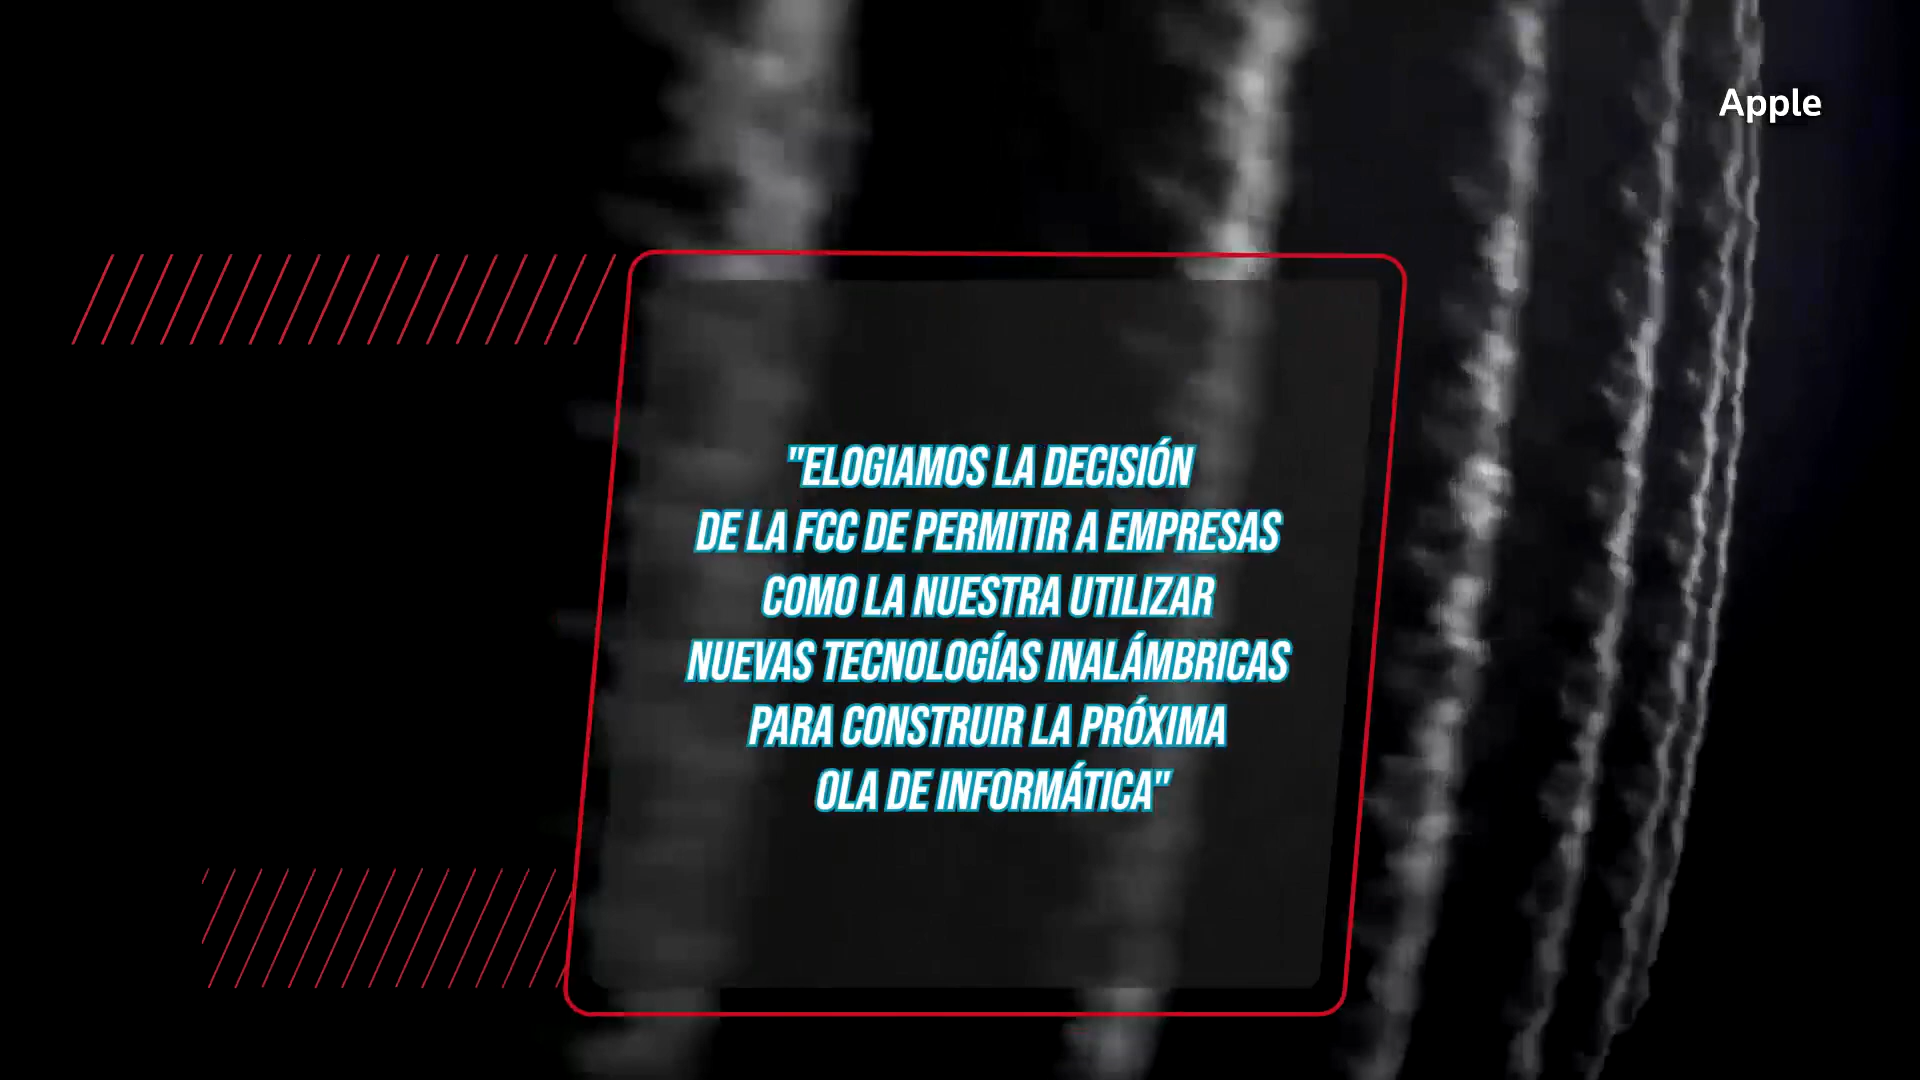 Apple
"ELOGIAMOS LA DECISIÓN
DE LA FCC DE PERMITIR A EMPRESAS
COMO LA NUESTRA UTILIZAR
NUEVAS TECNOLOGÍAS INALÁMBRICAS
PARA CONSTRUIR LA PRÓXIMA
OLA DE INFORMÁTICA"